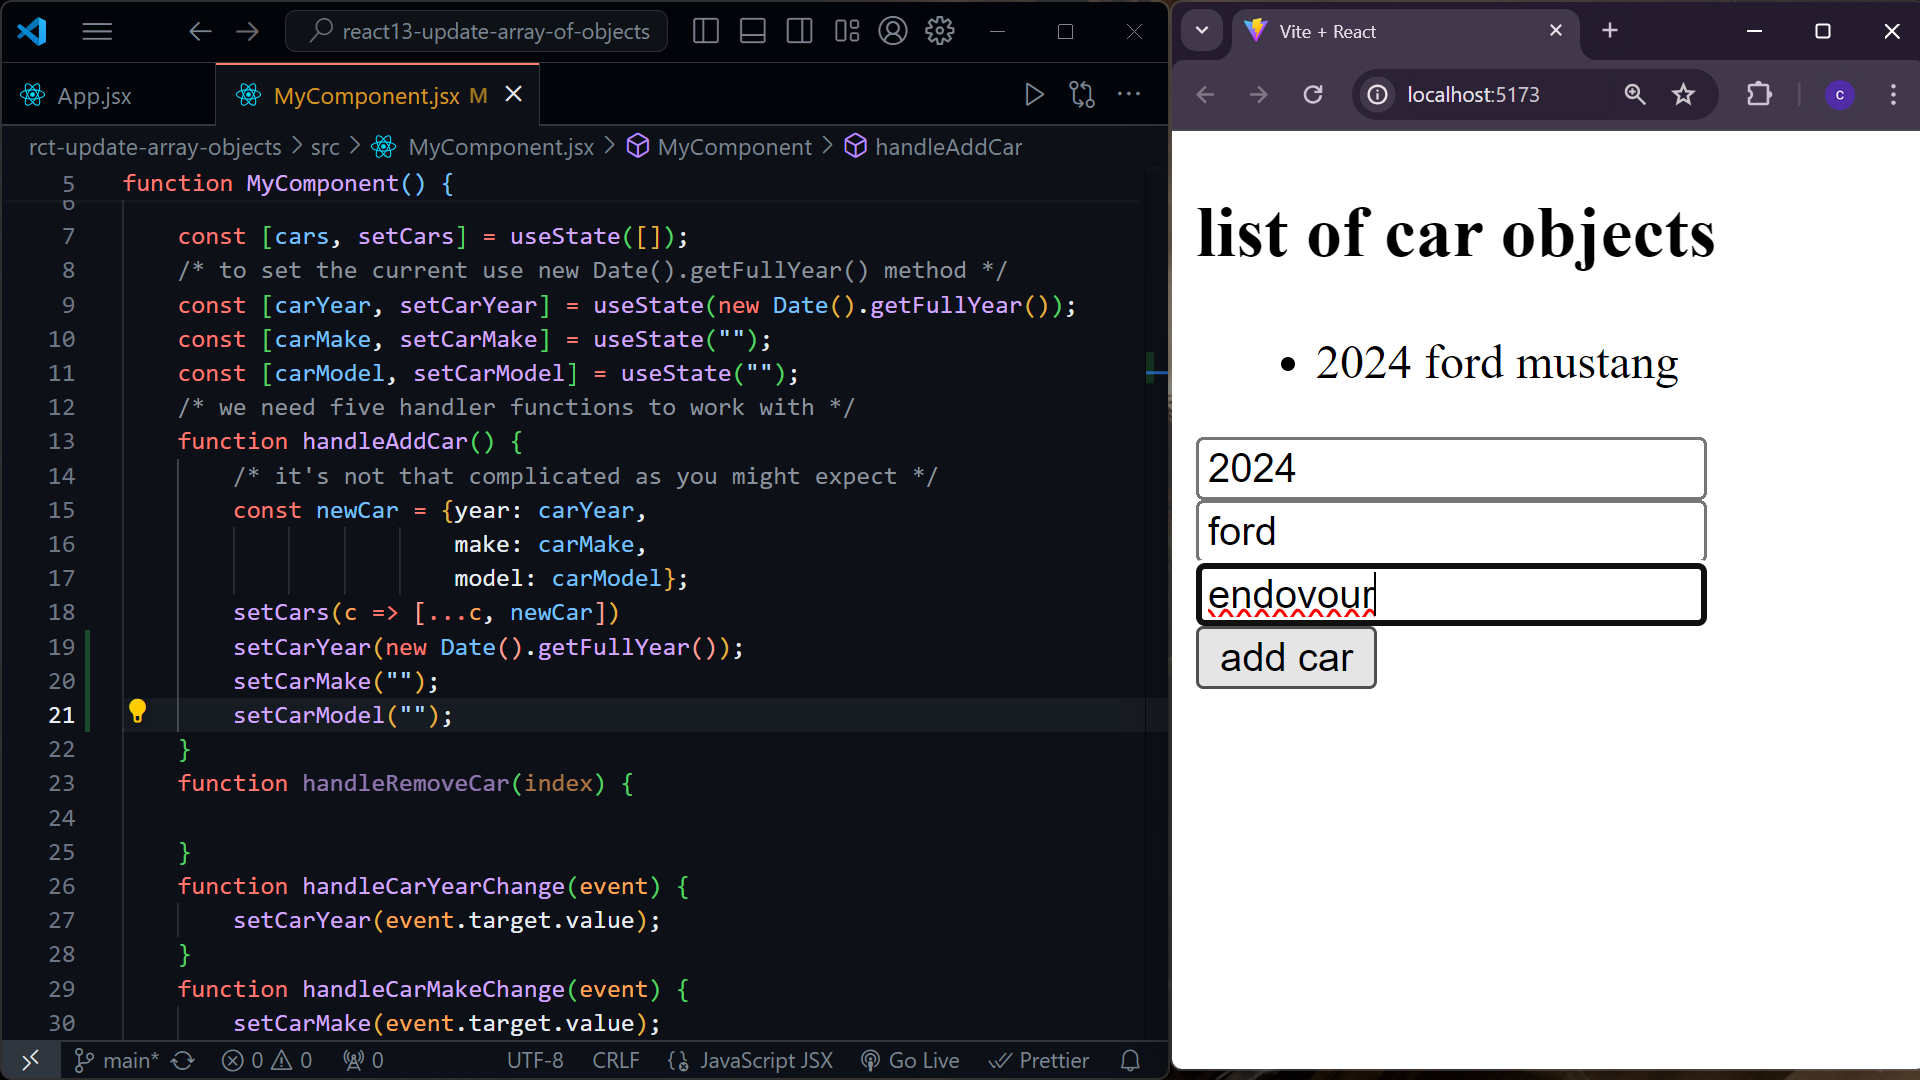 react13-update-array-of-objects
App.jsx
MyComponent.jsx M
rct-update-array-objects > src > MyComponent.jsx > MyComponent > handleAddCar
5 function MyComponent() {
6
7 const [cars, setCars] = useState([]);
8 /* to set the current use new Date().getFullYear() method */
9 const [carYear, setCarYear] = useState(new Date().getFullYear());
10 const [carMake, setCarMake] = useState("");
11 const [carModel, setCarModel] = useState("");
12 /* we need five handler functions to work with */
13 function handleAddCar() {
14 /* it's not that complicated as you might expect */
15 const newCar = {year: carYear,
16 make: carMake,
17 model: carModel};
18 setCars(c => [...c, newCar])
19 setCarYear(new Date().getFullYear());
20 setCarMake("");
21 setCarModel("");
22 }
23 function handleRemoveCar(index) {
24
25 }
26 function handleCarYearChange(event) {
27 setCarYear(event.target.value);
28 }
29 function handleCarMakeChange(event) {
30 setCarMake(event.target.value);
main* 0 0 0 UTF-8 CRLF JavaScript JSX Go Live Prettier
Vite + React
localhost:5173
c
list of car objects
• 2024 ford mustang
2024
ford
endovour
add car